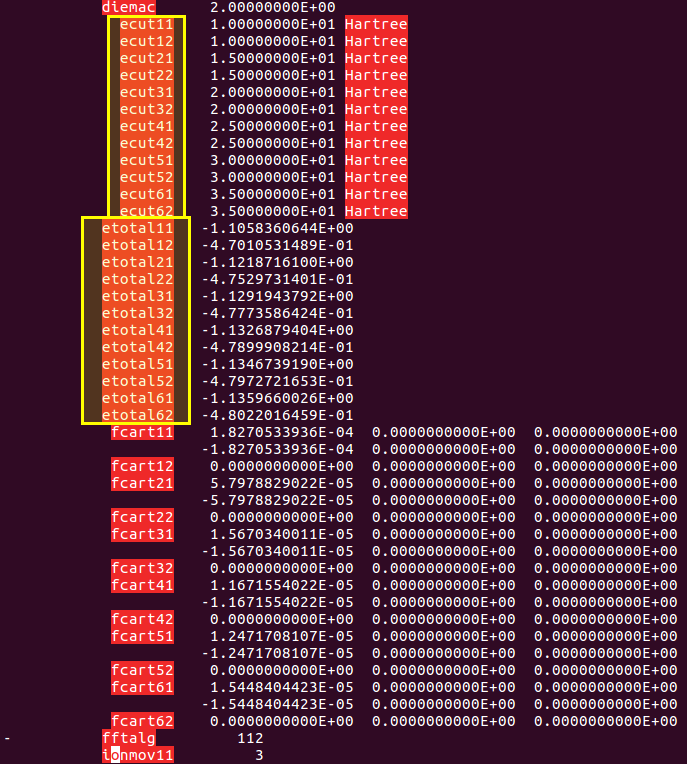 diemac 2.00000000E+00
ecut11 1.00000000E+01 Hartree
ecut12 1.00000000E+01 Hartree
ecut21 1.50000000E+01 Hartree
ecut22 1.50000000E+01 Hartree
ecut31 2.00000000E+01 Hartree
ecut32 2.00000000E+01 Hartree
ecut41 2.50000000E+01 Hartree
ecut42 2.50000000E+01 Hartree
ecut51 3.00000000E+01 Hartree
ecut52 3.00000000E+01 Hartree
ecut61 3.50000000E+01 Hartree
ecut62 3.50000000E+01 Hartree
etotal11 -1.1058360644E+00
etotal12 -4.7010531489E-01
etotal21 -1.1218716100E+00
etotal22 -4.7529731401E-01
etotal31 -1.1291943792E+00
etotal32 -4.7773586424E-01
etotal41 -1.1326879404E+00
etotal42 -4.7899908214E-01
etotal51 -1.1346739190E+00
etotal52 -4.7972721653E-01
etotal61 -1.1359660026E+00
etotal62 -4.8022016459E-01
fcart11 1.8270533936E-04 0.0000000000E+00 0.0000000000E+00
-1.8270533936E-04 0.0000000000E+00 0.0000000000E+00
fcart12 0.0000000000E+00 0.0000000000E+00 0.0000000000E+00
fcart21 5.7978829022E-05 0.0000000000E+00 0.0000000000E+00
-5.7978829022E-05 0.0000000000E+00 0.0000000000E+00
fcart22 0.0000000000E+00 0.0000000000E+00 0.0000000000E+00
fcart31 1.5670340011E-05 0.0000000000E+00 0.0000000000E+00
-1.5670340011E-05 0.0000000000E+00 0.0000000000E+00
fcart32 0.0000000000E+00 0.0000000000E+00 0.0000000000E+00
fcart41 1.1671554022E-05 0.0000000000E+00 0.0000000000E+00
-1.1671554022E-05 0.0000000000E+00 0.0000000000E+00
fcart42 0.0000000000E+00 0.0000000000E+00 0.0000000000E+00
fcart51 1.2471708107E-05 0.0000000000E+00 0.0000000000E+00
-1.2471708107E-05 0.0000000000E+00 0.0000000000E+00
fcart52 0.0000000000E+00 0.0000000000E+00 0.0000000000E+00
fcart61 1.5448404423E-05 0.0000000000E+00 0.0000000000E+00
-1.5448404423E-05 0.0000000000E+00 0.0000000000E+00
fcart62 0.0000000000E+00 0.0000000000E+00 0.0000000000E+00
- fftalg 112
ionmov11 3